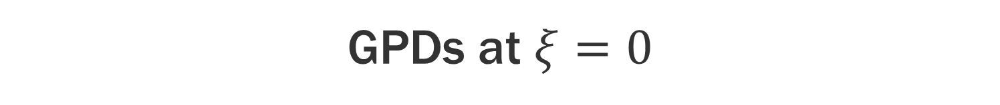 GPDs at ξ = 0